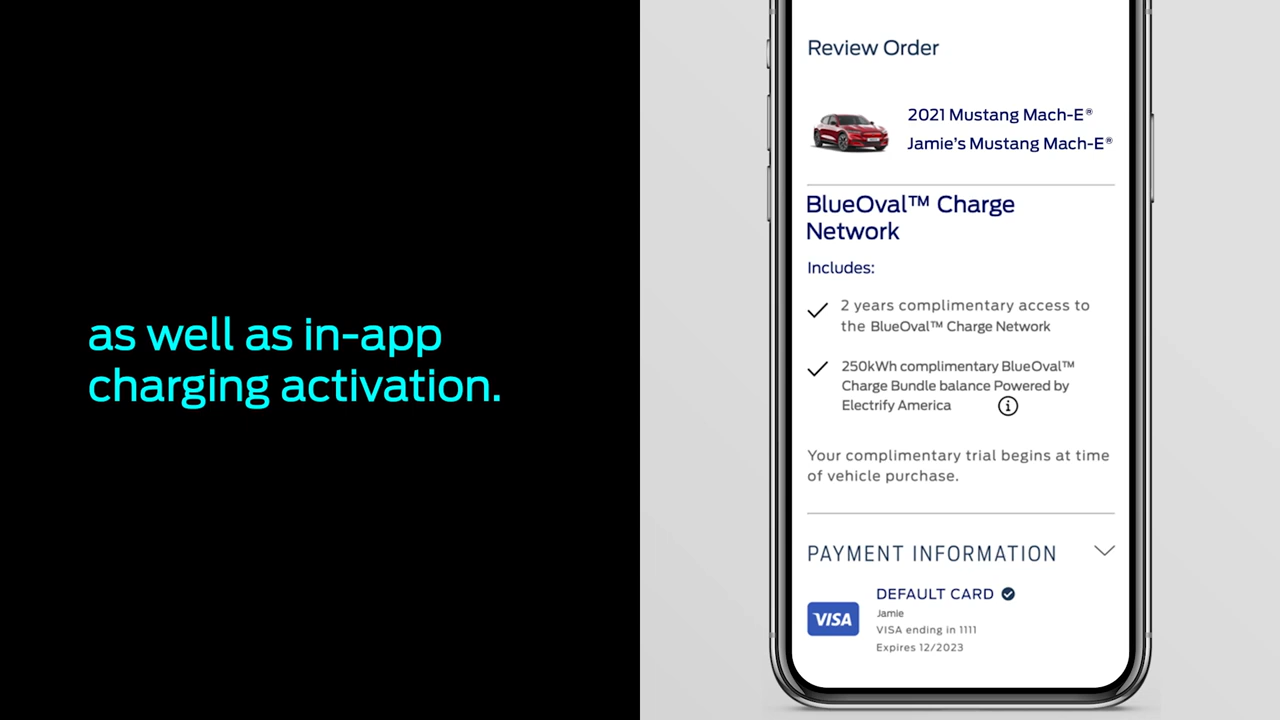 as well as in-app
charging activation.
Review Order
2021 Mustang Mach-E®
Jamie's Mustang Mach-E®
BlueOval™ Charge
Network
Includes:
2 years complimentary access to
the BlueOval™ Charge Network
250kWh complimentary BlueOval™
Charge Bundle balance Powered by
Electrify America
Your complimentary trial begins at time
of vehicle purchase.
PAYMENT INFORMATION
DEFAULT CARD
VISA
Jamie
VISA ending in 1111
Expires 12/2023